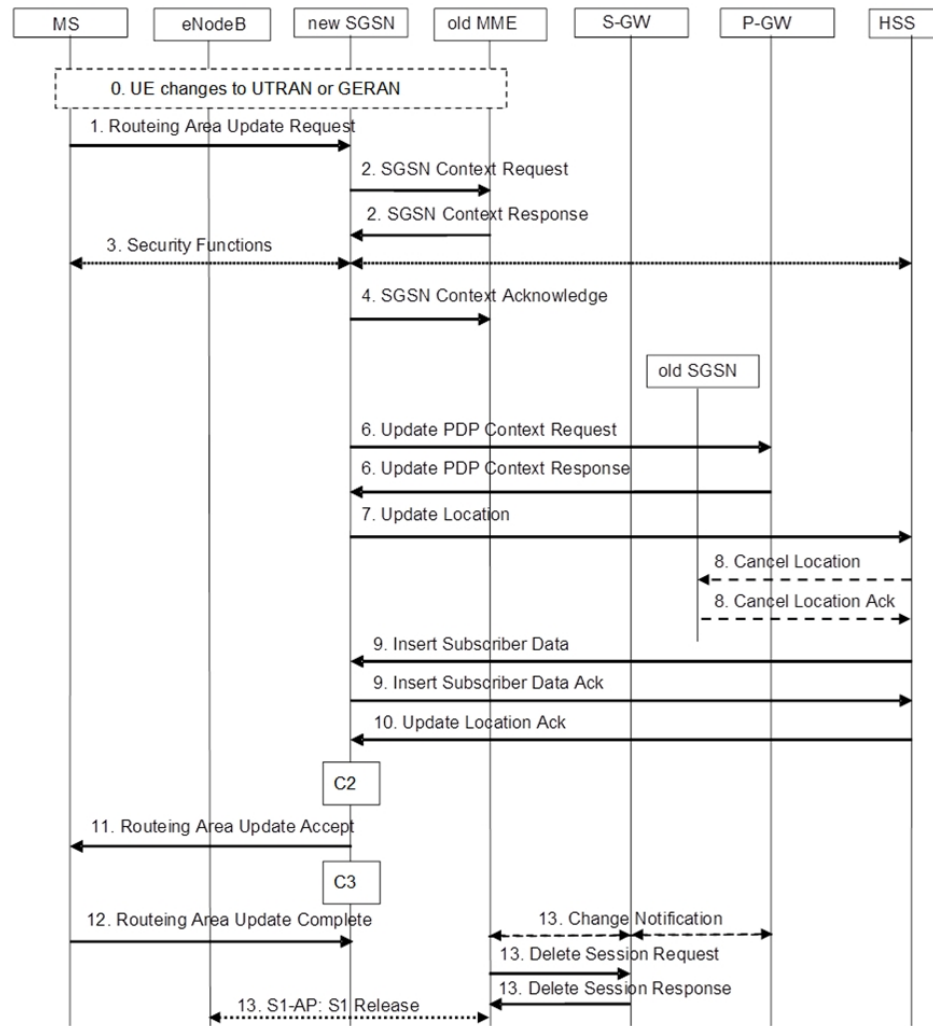 MS eNodeB new SGSN old MME S-GW P-GW HSS
0. UE changes to UTRAN or GERAN
1. Routeing Area Update Request
2. SGSN Context Request
2. SGSN Context Response
3. Security Functions
4. SGSN Context Acknowledge
old SGSN
6. Update PDP Context Request
6. Update PDP Context Response
7. Update Location
8. Cancel Location
8. Cancel Location Ack
9. Insert Subscriber Data
9. Insert Subscriber Data Ack
10. Update Location Ack
C2
11. Routeing Area Update Accept
C3
12. Routeing Area Update Complete
13. Change Notification
13. Delete Session Request
13. Delete Session Response
13. S1-AP: S1 Release